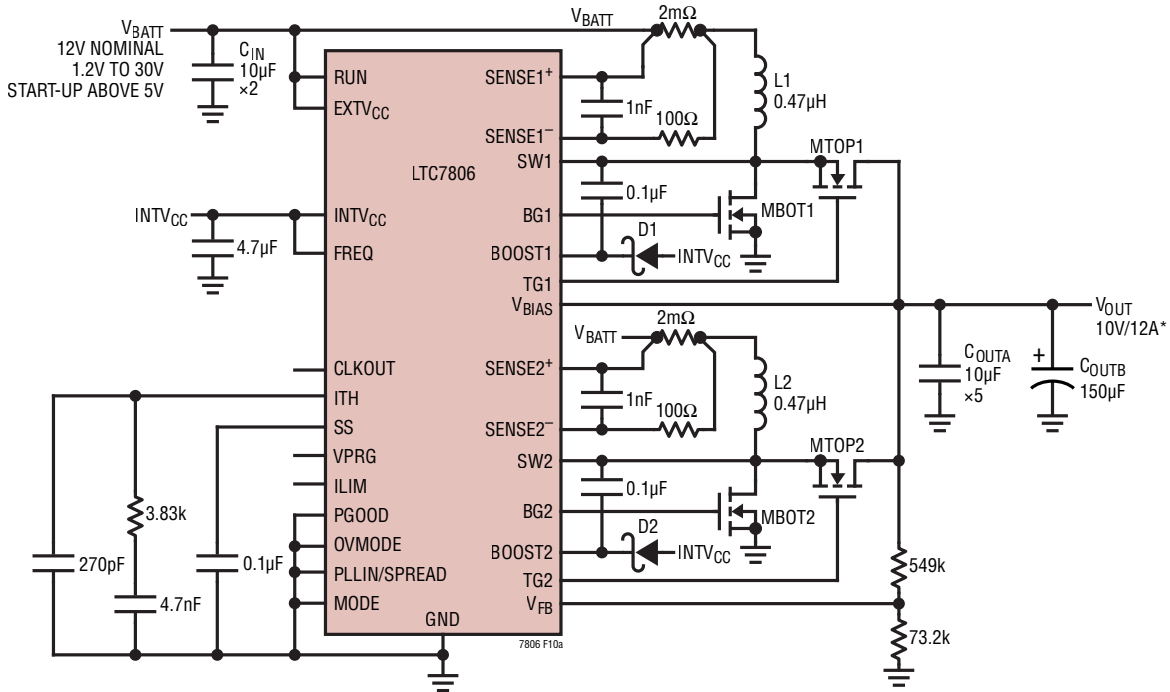 VBATT
12V NOMINAL
1.2V TO 30V
START-UP ABOVE 5V
CIN
10µF
×2
VBATT
2mΩ
RUN
EXTVCC
SENSE1+
1nF
100Ω
SENSE1–
L1
0.47µH
LTC7806
SW1
MTOP1
0.1µF
INTVCC
4.7µF
INTVCC
FREQ
BG1
MBOT1
D1
BOOST1
INTVCC
TG1
VBIAS
VOUT
10V/12A*
2mΩ
VBATT
COUTA
10µF
×5
+
COUTB
150µF
CLKOUT
SENSE2+
L2
0.47µH
ITH
1nF
100Ω
SS
SENSE2–
VPRG
SW2
MTOP2
ILIM
0.1µF
3.83k
PGOOD
BG2
MBOT2
OVMODE
D2
270pF
0.1µF
BOOST2
INTVCC
549k
PLLIN/SPREAD
TG2
4.7nF
MODE
VFB
GND
73.2k
7806 F10a